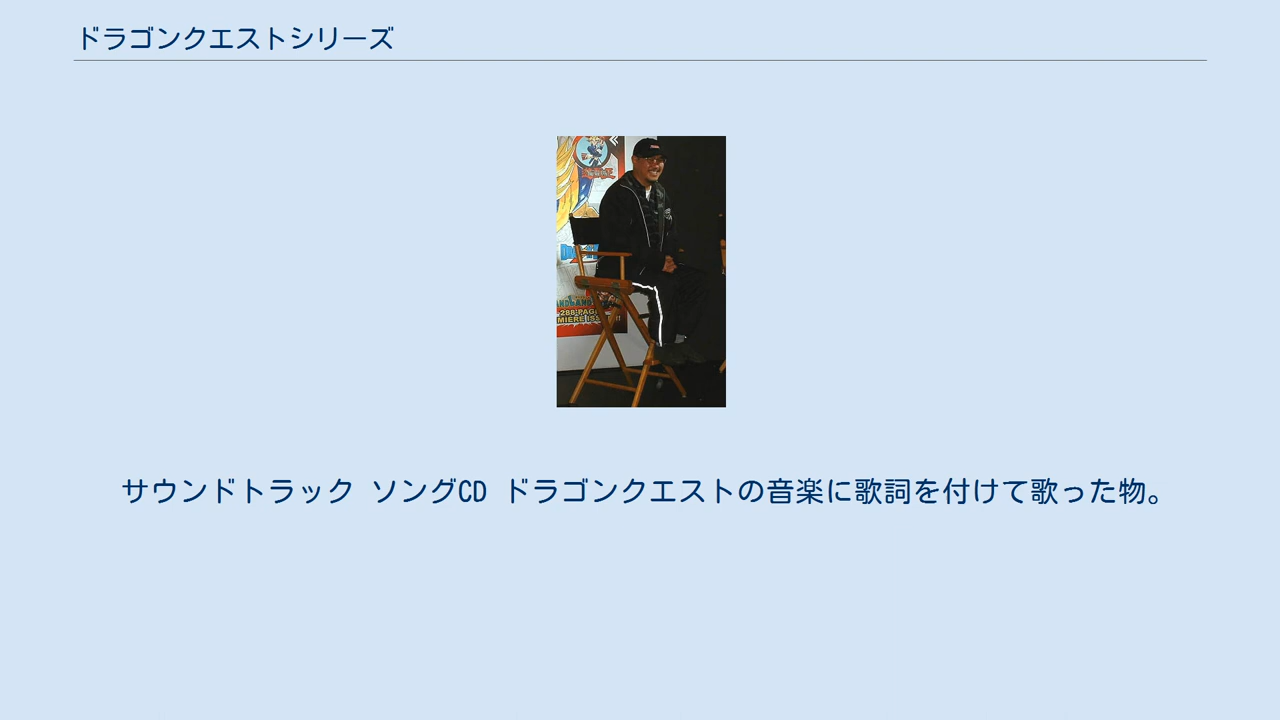 ドラゴンクエストシリーズ
288-PAGE
サウンドトラック ソングCD ドラゴンクエストの音楽に歌詞を付けて歌った物。